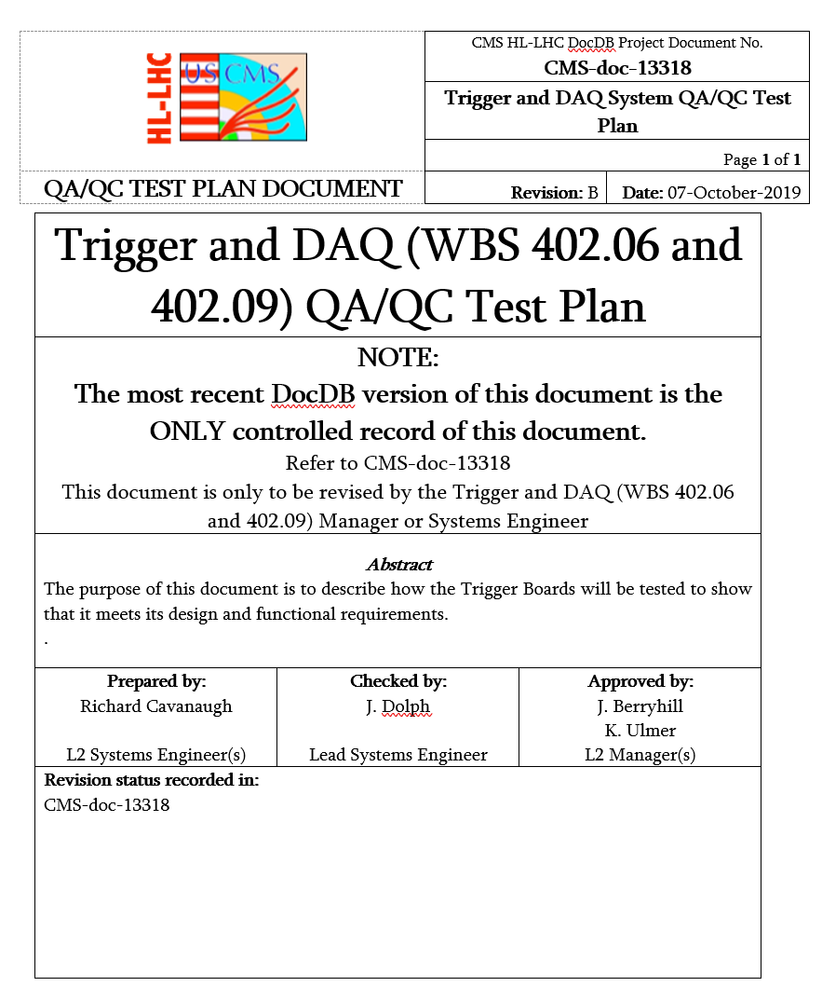 HL-LHC
US CMS
CMS HL-LHC DocDB Project Document No.
CMS-doc-13318
Trigger and DAQ System QA/QC Test
Plan
Page 1 of 1
QA/QC TEST PLAN DOCUMENT
Revision: B
Date: 07-October-2019
Trigger and DAQ (WBS 402.06 and
402.09) QA/QC Test Plan
NOTE:
The most recent DocDB version of this document is the
ONLY controlled record of this document.
Refer to CMS-doc-13318
This document is only to be revised by the Trigger and DAQ (WBS 402.06
and 402.09) Manager or Systems Engineer
Abstract
The purpose of this document is to describe how the Trigger Boards will be tested to show
that it meets its design and functional requirements.
.
Prepared by:
Richard Cavanaugh
L2 Systems Engineer(s)
Checked by:
J. Dolph
Lead Systems Engineer
Approved by:
J. Berryhill
K. Ulmer
L2 Manager(s)
Revision status recorded in:
CMS-doc-13318